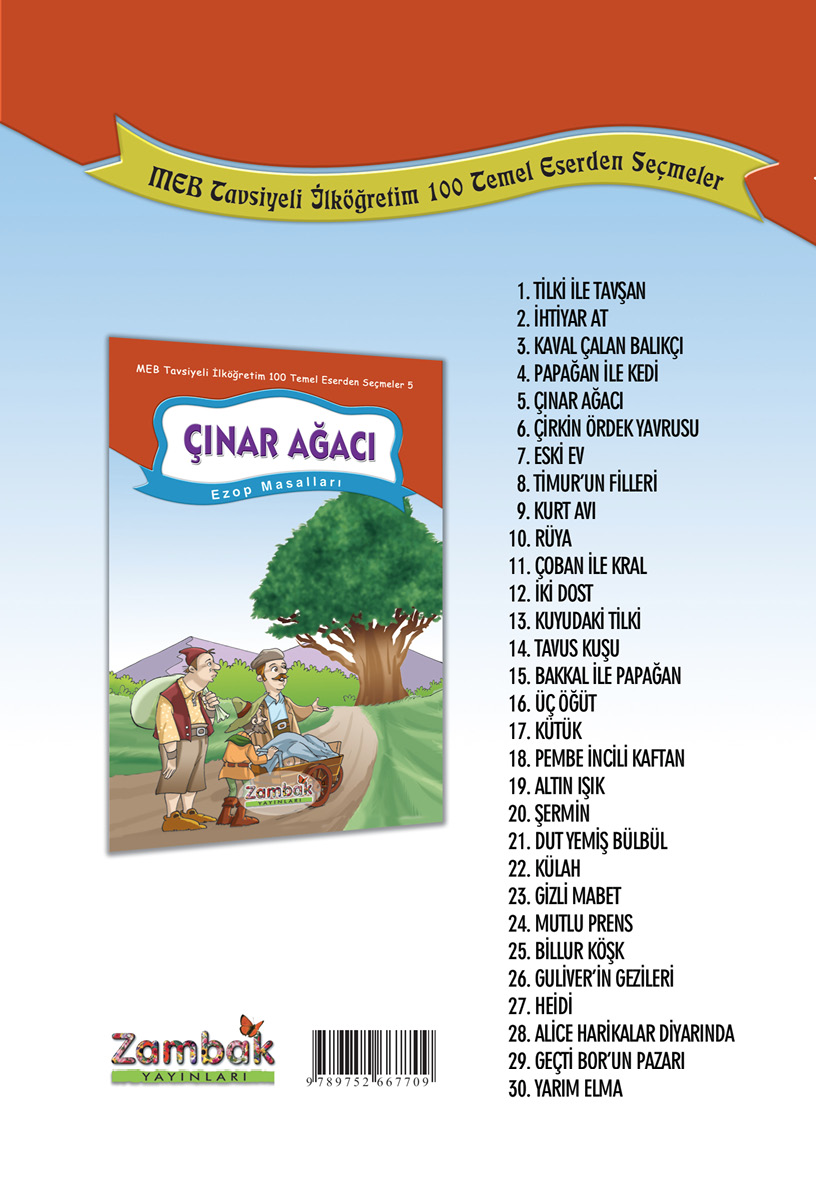 MEB Tavsiyeli İlköğretim 100 Temel Eserden Seçmeler
MEB Tavsiyeli İlköğretim 100 Temel Eserden Seçmeler 5
ÇINAR AĞACI
Ezop Masalları
Zambak
YAYINLARI
1. TİLKİ İLE TAVŞAN
2. İHTİYAR AT
3. KAVAL ÇALAN BALIKÇI
4. PAPAĞAN İLE KEDİ
5. ÇINAR AĞACI
6. ÇİRKİN ÖRDEK YAVRUSU
7. ESKİ EV
8. TİMUR'UN FİLLERİ
9. KURT AVI
10. RÜYA
11. ÇOBAN İLE KRAL
12. İKİ DOST
13. KUYUDAKİ TİLKİ
14. TAVUS KUŞU
15. BAKKAL İLE PAPAĞAN
16. ÜÇ ÖĞÜT
17. KÜTÜK
18. PEMBE İNCİLİ KAFTAN
19. ALTIN IŞIK
20. ŞERMİN
21. DUT YEMİŞ BÜLBÜL
22. KÜLAH
23. GİZLİ MABET
24. MUTLU PRENS
25. BİLLUR KÖŞK
26. GULİVER'İN GEZİLERİ
27. HEİDİ
28. ALİCE HARİKALAR DİYARINDA
29. GEÇTİ BOR'UN PAZARI
30. YARIM ELMA
Zambak
YAYINLARI
9 789752 667709